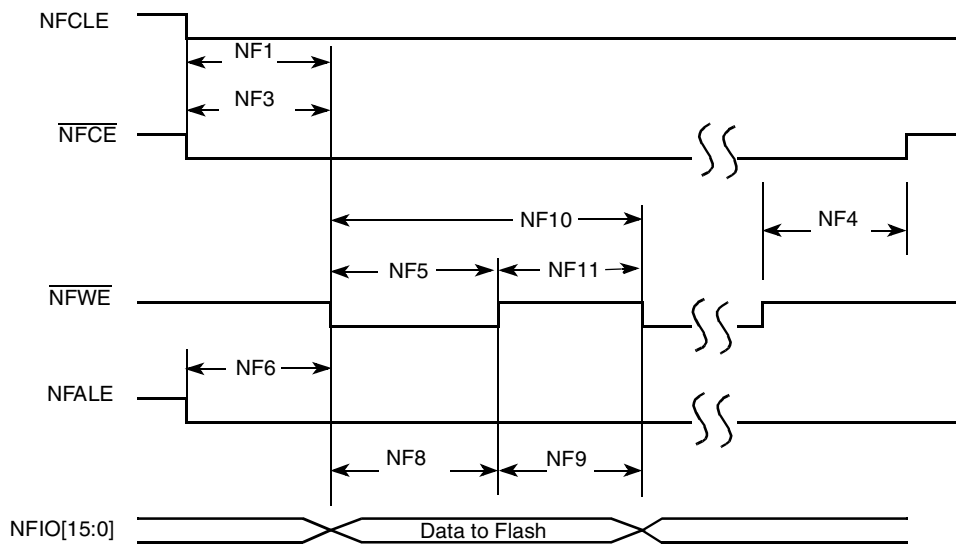 NFCLE
NF1
NF3
NFCE
NF10
NF4
NF5
NF11
NFWE
NF6
NFALE
NF8
NF9
NFIO[15:0]
Data to Flash